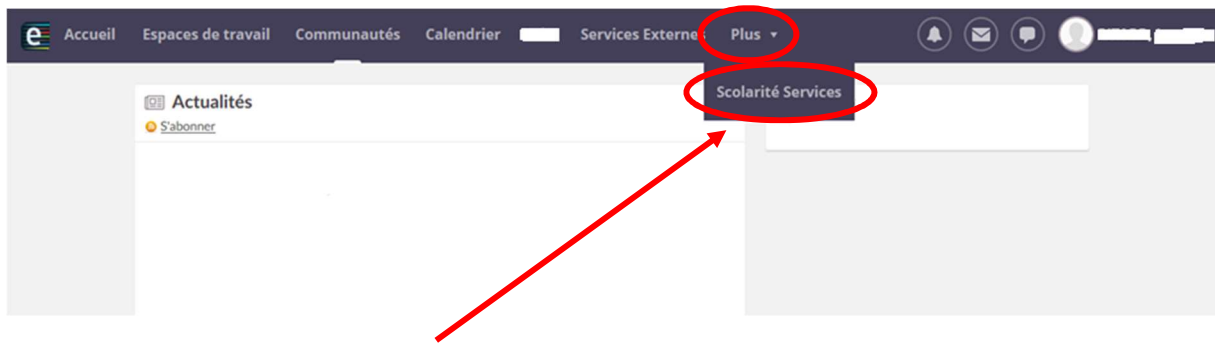 e Accueil Espaces de travail Communautés Calendrier Services Externes Plus
Scolarité Services
Actualités
S'abonner